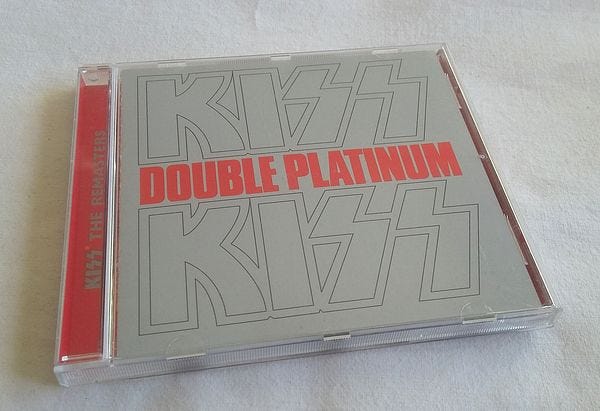 KISS
DOUBLE PLATINUM
KISS
KISS® THE REMASTERS